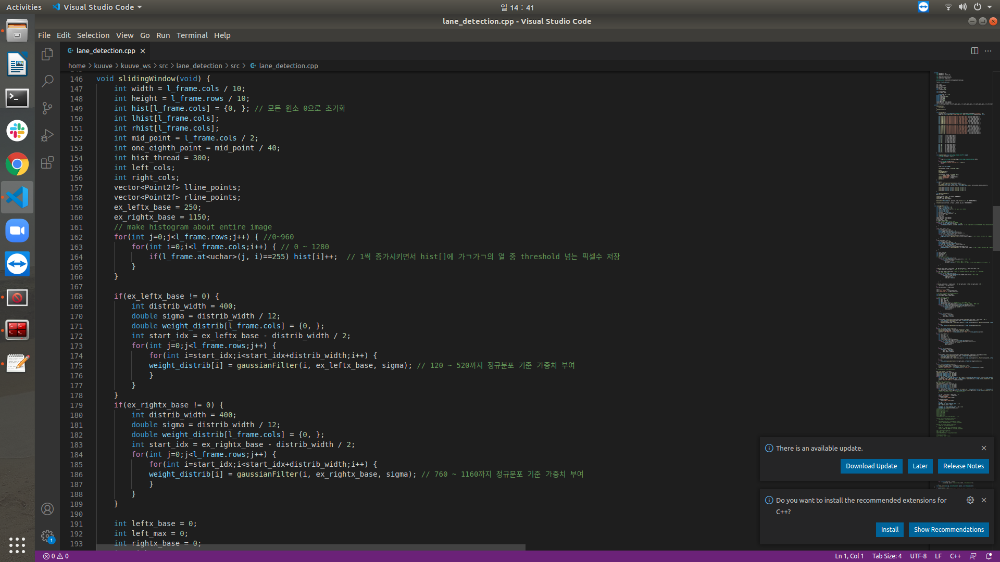 Activities
Visual Studio Code
일 14 : 41
lane_detection.cpp - Visual Studio Code
File Edit Selection View Go Run Terminal Help
lane_detection.cpp
home > kuuve > kuuve_ws > src > lane_detection > src > lane_detection.cpp
146 void slidingWindow(void) {
147 int width = l_frame.cols / 10;
148 int height = l_frame.rows / 10;
149 int hist[l_frame.cols] = {0, }; // 모든 원소 0으로 초기화
150 int lhist[l_frame.cols];
151 int rhist[l_frame.cols];
152 int mid_point = l_frame.cols / 2;
153 int one_eighth_point = mid_point / 40;
154 int hist_thread = 300;
155 int left_cols;
156 int right_cols;
157 vector<Point2f> lline_points;
158 vector<Point2f> rline_points;
159 ex_leftx_base = 250;
160 ex_rightx_base = 1150;
161 // make histogram about entire image
162 for(int j=0;j<l_frame.rows;j++) { //0~960
163 for(int i=0;i<l_frame.cols;i++) { // 0 ~ 1280
164 if(l_frame.at<uchar>(j, i)==255) hist[i]++; // 1씩 증가시키면서 hist[]에 가ㄱ가ㄱ의 열 중 threshold 넘는 픽셀수 저장
165 }
166 }
167
168 if(ex_leftx_base != 0) {
169 int distrib_width = 400;
170 double sigma = distrib_width / 12;
171 double weight_distrib[l_frame.cols] = {0, };
172 int start_idx = ex_leftx_base - distrib_width / 2;
173 for(int j=0;j<l_frame.rows;j++) {
174 for(int i=start_idx;i<start_idx+distrib_width;i++) {
175 weight_distrib[i] = gaussianFilter(i, ex_leftx_base, sigma); // 120 ~ 520까지 정규분포 기준 가중치 부여
176 }
177 }
178 }
179 if(ex_rightx_base != 0) {
180 int distrib_width = 400;
181 double sigma = distrib_width / 12;
182 double weight_distrib[l_frame.cols] = {0, };
183 int start_idx = ex_rightx_base - distrib_width / 2;
184 for(int j=0;j<l_frame.rows;j++) {
185 for(int i=start_idx;i<start_idx+distrib_width;i++) {
186 weight_distrib[i] = gaussianFilter(i, ex_rightx_base, sigma); // 760 ~ 1160까지 정규분포 기준 가중치 부여
187 }
188 }
189 }
190
191 int leftx_base = 0;
192 int left_max = 0;
193 int rightx_base = 0;
There is an available update.
Download Update Later Release Notes
Do you want to install the recommended extensions for
C++?
Install Show Recommendations
1
0 0
Ln 1, Col 1 Tab Size: 4 UTF-8 LF C++